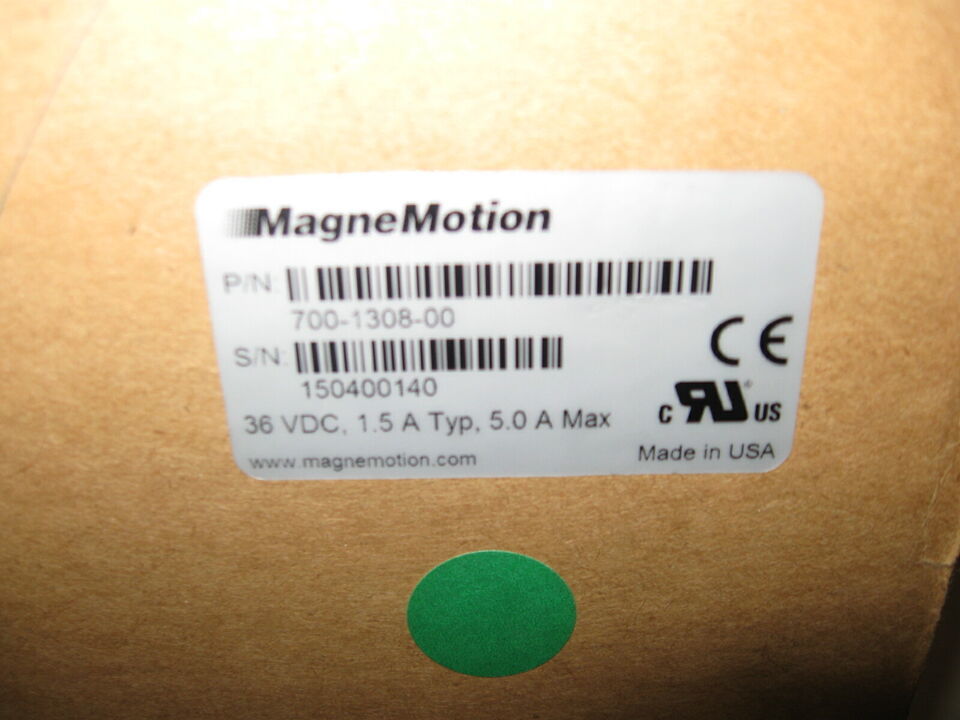 MagneMotion
P/N:
700-1308-00
S/N:
150400140
36 VDC, 1.5 A Typ, 5.0 A Max
www.magnemotion.com
CE
C RU ® US
Made in USA